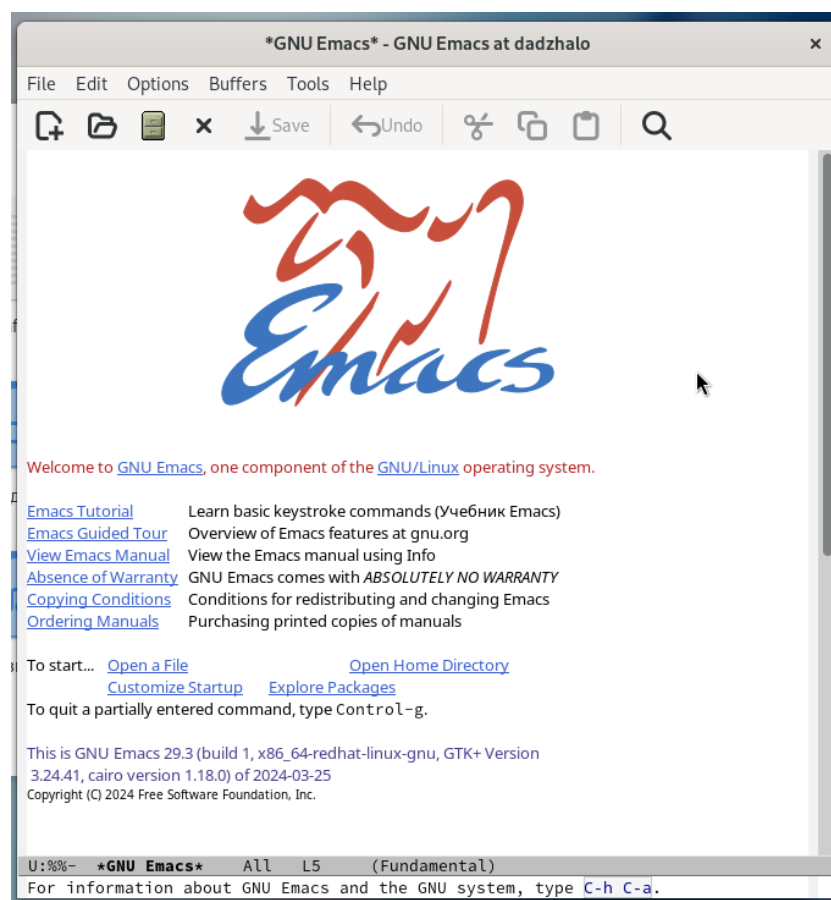 *GNU Emacs* - GNU Emacs at dadzhalo ×
File Edit Options Buffers Tools Help
Save Undo
Emacs
Welcome to GNU Emacs, one component of the GNU/Linux operating system.
Emacs Tutorial Learn basic keystroke commands (Учебник Emacs)
Emacs Guided Tour Overview of Emacs features at gnu.org
View Emacs Manual View the Emacs manual using Info
Absence of Warranty GNU Emacs comes with ABSOLUTELY NO WARRANTY
Copying Conditions Conditions for redistributing and changing Emacs
Ordering Manuals Purchasing printed copies of manuals
To start... Open a File Open Home Directory
Customize Startup Explore Packages
To quit a partially entered command, type Control-g.
This is GNU Emacs 29.3 (build 1, x86_64-redhat-linux-gnu, GTK+ Version
3.24.41, cairo version 1.18.0) of 2024-03-25
Copyright (C) 2024 Free Software Foundation, Inc.
U:%%- *GNU Emacs* All L5 (Fundamental)
For information about GNU Emacs and the GNU system, type C-h C-a.